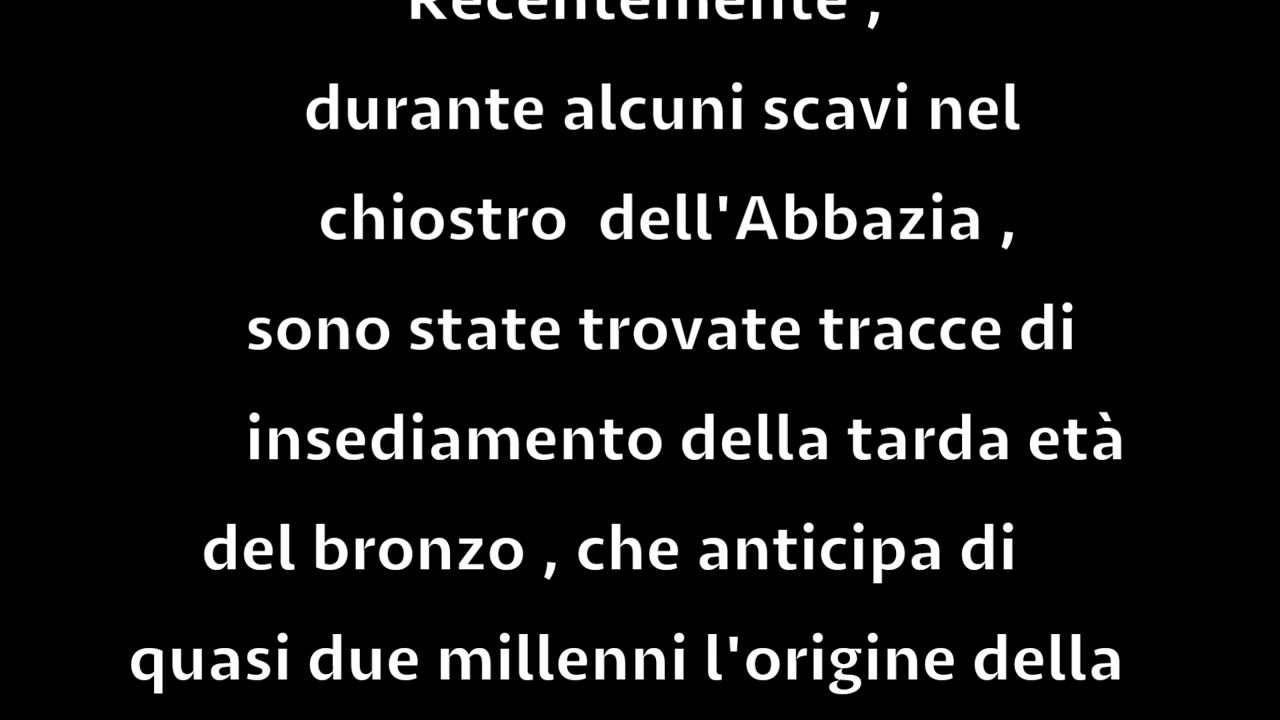 Recentemente ,
durante alcuni scavi nel
chiostro  dell'Abbazia ,
sono state trovate tracce di
insediamento della tarda età
del bronzo , che anticipa di
quasi due millenni l'origine della